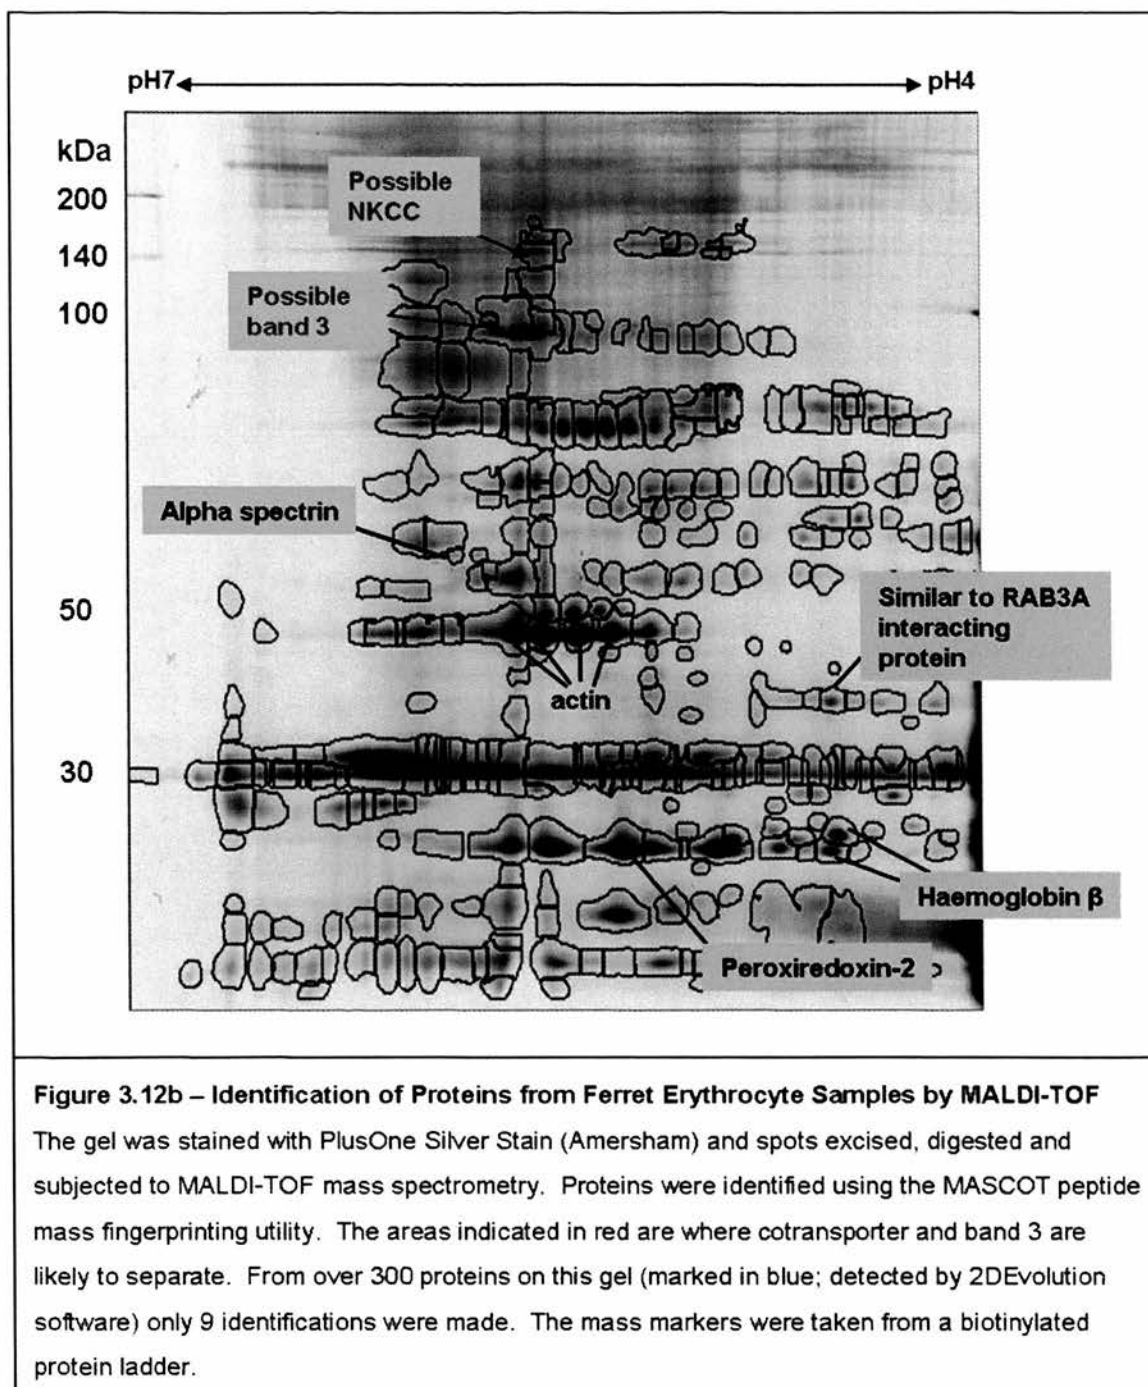 pH7 pH4
kDa
200
140
100
50
30
Possible
NKCC
Possible
band 3
Alpha spectrin
Similar to RAB3A
interacting
protein
actin
Haemoglobin β
Peroxiredoxin-2
Figure 3.12b – Identification of Proteins from Ferret Erythrocyte Samples by MALDI-TOF
The gel was stained with PlusOne Silver Stain (Amersham) and spots excised, digested and
subjected to MALDI-TOF mass spectrometry. Proteins were identified using the MASCOT peptide
mass fingerprinting utility. The areas indicated in red are where cotransporter and band 3 are
likely to separate. From over 300 proteins on this gel (marked in blue; detected by 2DEvolution
software) only 9 identifications were made. The mass markers were taken from a biotinylated
protein ladder.